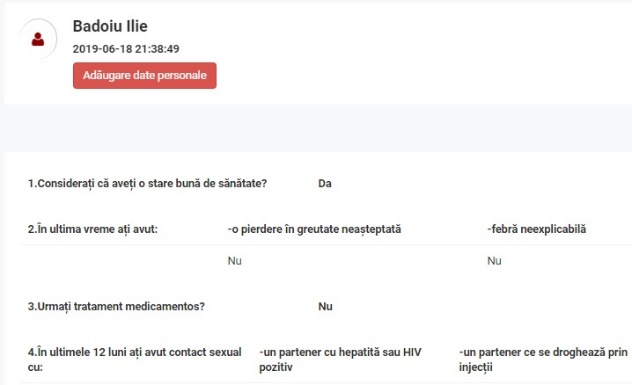 Badoiu Ilie
2019-06-18 21:38:49
Adăugare date personale
1.Considerați că aveți o stare bună de sănătate? Da
2.În ultima vreme ați avut: -o pierdere în greutate neașteptată -febră neexplicabilă
Nu Nu
3.Urmați tratament medicamentos? Nu
4.În ultimele 12 luni ați avut contact sexual -un partener cu hepatită sau HIV -un partener ce se droghează prin
cu: pozitiv injecții